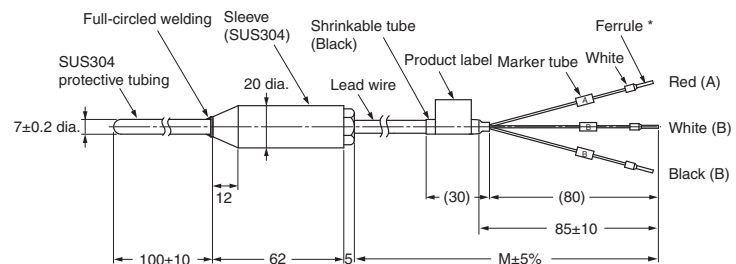 Full-circled welding
Sleeve
(SUS304)
Shrinkable tube
(Black)
Product label
Marker tube
White
Ferrule *
SUS304
protective tubing
20 dia.
Lead wire
7±0.2 dia.
A
Red (A)
B
White (B)
B
Black (B)
12
(30)
(80)
85±10
100±10
62
5
M±5%